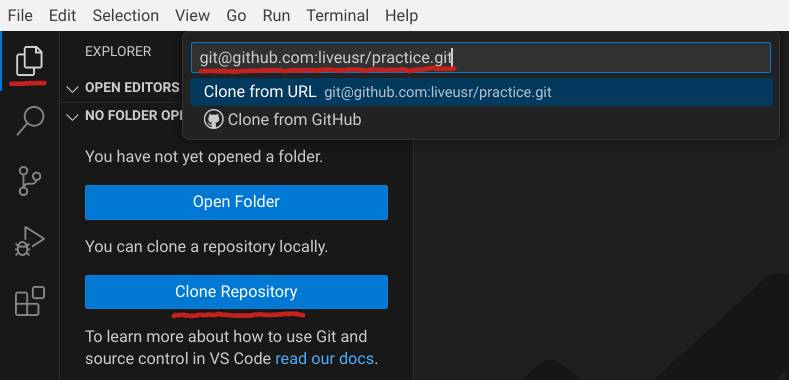 File Edit Selection View Go Run Terminal Help
EXPLORER
git@github.com:liveusr/practice.git
OPEN EDITORS
Clone from URL git@github.com:liveusr/practice.git
NO FOLDER OPE
Clone from GitHub
You have not yet opened a folder.
Open Folder
You can clone a repository locally.
Clone Repository
To learn more about how to use Git and
source control in VS Code read our docs.